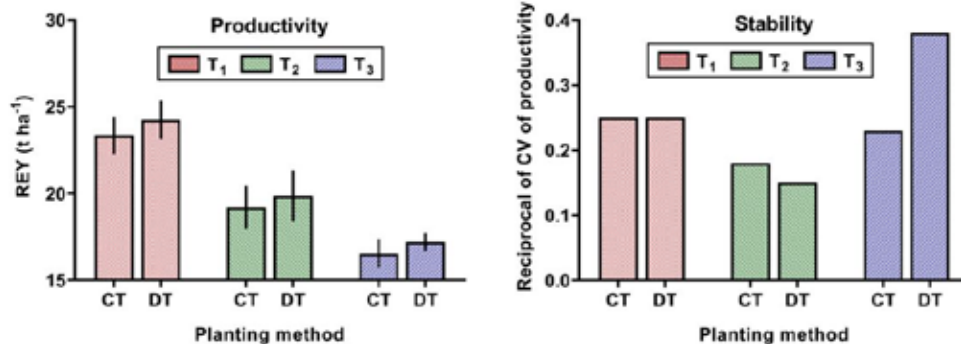 Productivity
T1 T2 T3
REY (t ha-1)
30
25
20
15
CT DT CT DT CT DT
Planting method
Stability
T1 T2 T3
Reciprocal of CV of productivity
0.4
0.3
0.2
0.1
0.0
CT DT CT DT CT DT
Planting method